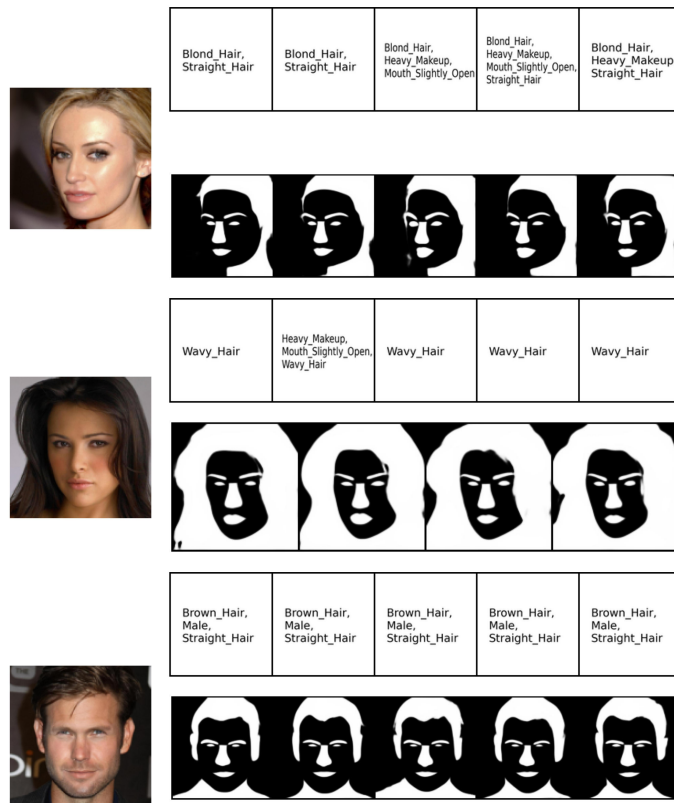 Blond_Hair,
Straight_Hair
Blond_Hair,
Straight_Hair
Blond_Hair,
Heavy_Makeup,
Mouth_Slightly_Open
Blond_Hair,
Heavy_Makeup,
Mouth_Slightly_Open,
Straight_Hair
Blond_Hair,
Heavy_Makeup
Straight_Hair
Wavy_Hair
Heavy_Makeup,
Mouth_Slightly_Open,
Wavy_Hair
Wavy_Hair
Wavy_Hair
Wavy_Hair
Brown_Hair,
Male,
Straight_Hair
Brown_Hair,
Male,
Straight_Hair
Brown_Hair,
Male,
Straight_Hair
Brown_Hair,
Male,
Straight_Hair
Brown_Hair,
Male,
Straight_Hair